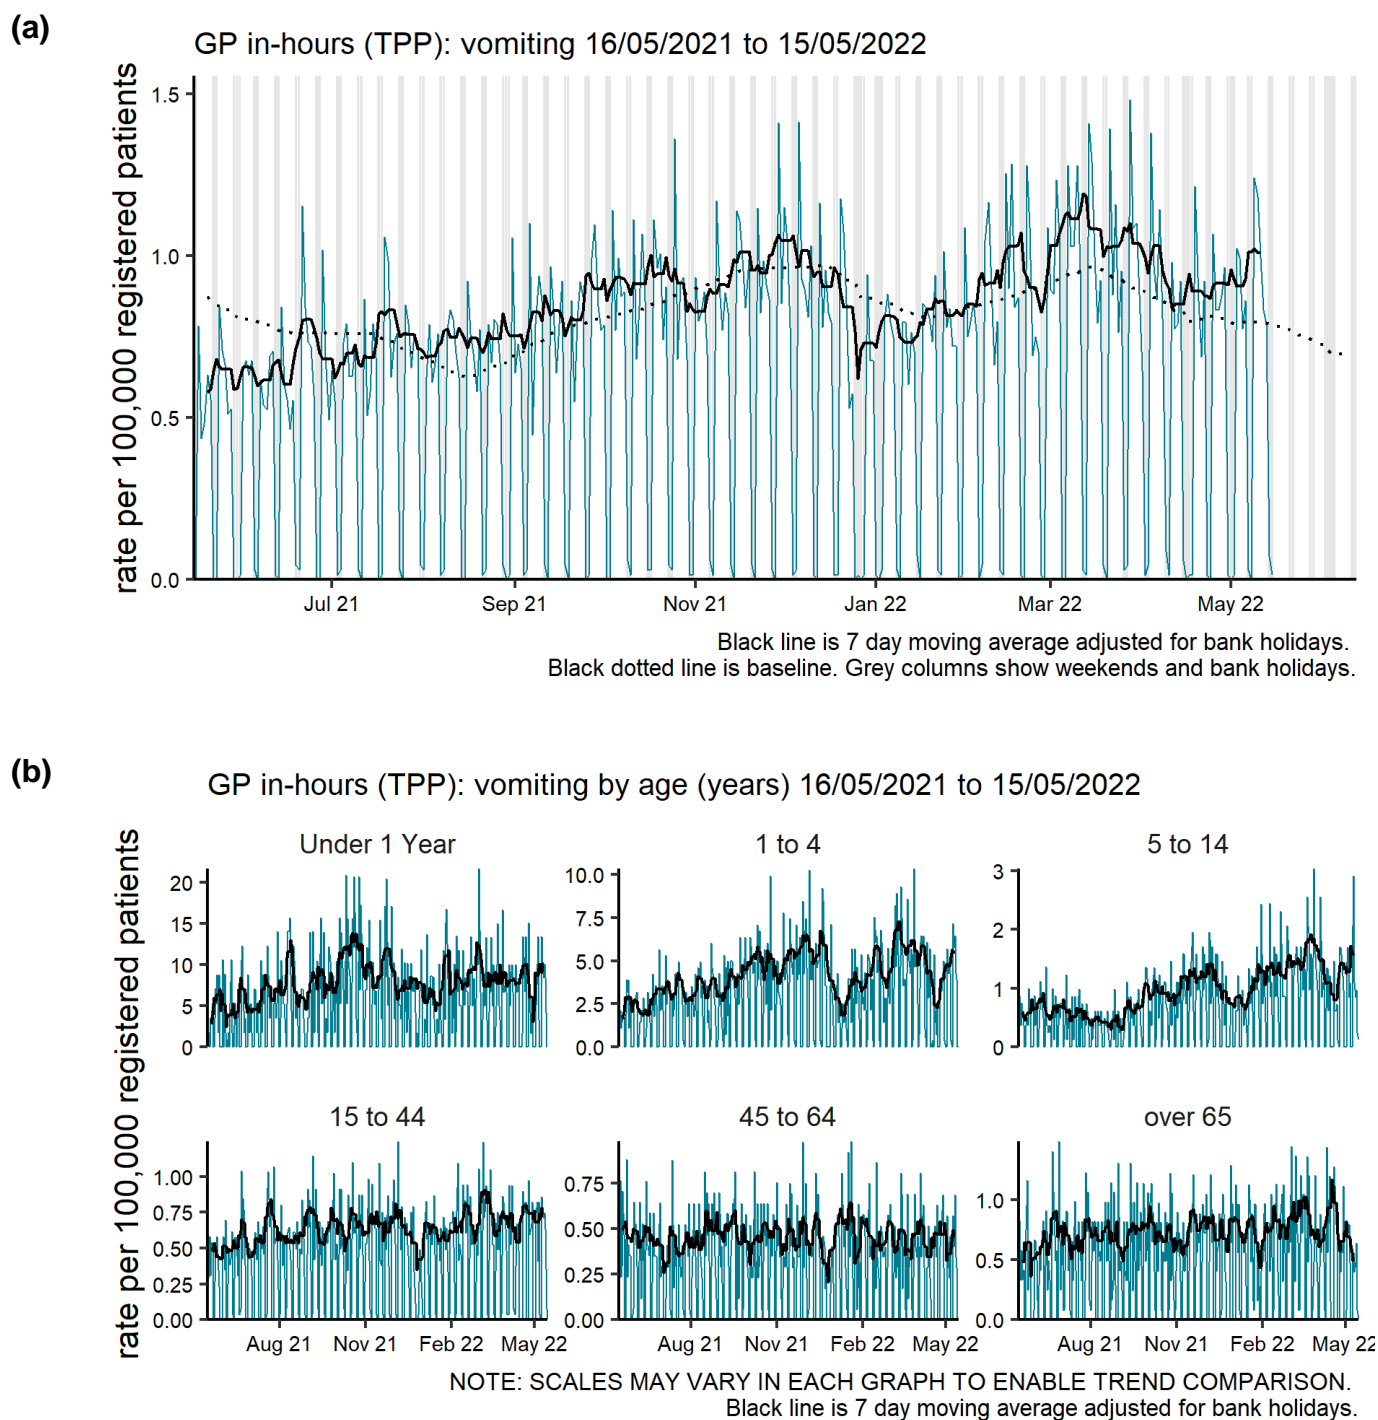 (a)
GP in-hours (TPP): vomiting 16/05/2021 to 15/05/2022
rate per 100,000 registered patients
1.5
1.0
0.5
0.0
Jul 21 Sep 21 Nov 21 Jan 22 Mar 22 May 22
Black line is 7 day moving average adjusted for bank holidays.
Black dotted line is baseline. Grey columns show weekends and bank holidays.
(b)
GP in-hours (TPP): vomiting by age (years) 16/05/2021 to 15/05/2022
rate per 100,000 registered patients
Under 1 Year
20
15
10
5
0
1 to 4
10.0
7.5
5.0
2.5
0.0
5 to 14
3
2
1
0
15 to 44
1.00
0.75
0.50
0.25
0.00
Aug 21 Nov 21 Feb 22 May 22
45 to 64
0.75
0.50
0.25
0.00
Aug 21 Nov 21 Feb 22 May 22
over 65
1.0
0.5
0.0
Aug 21 Nov 21 Feb 22 May 22
NOTE: SCALES MAY VARY IN EACH GRAPH TO ENABLE TREND COMPARISON.
Black line is 7 day moving average adjusted for bank holidays.